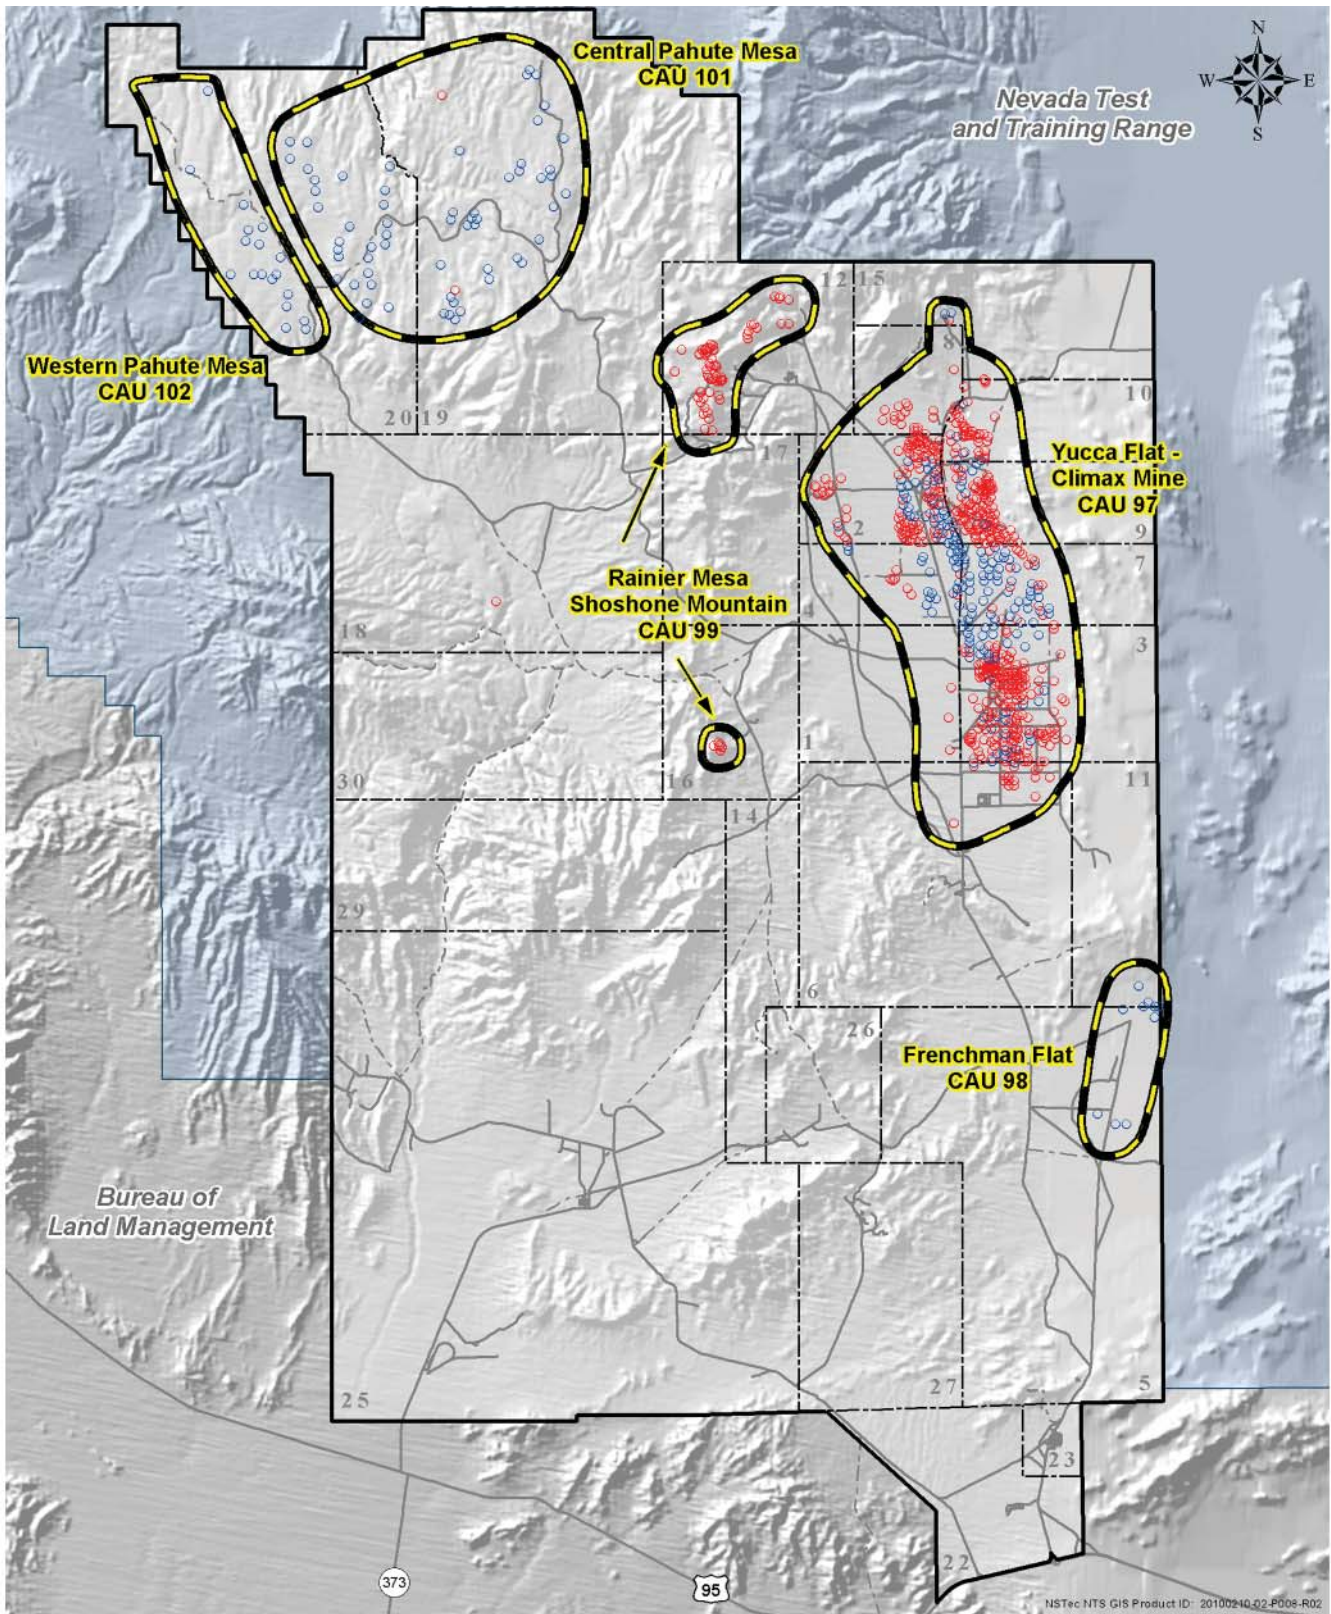 Central Pahute Mesa
CAU 101
N
W
E
S
Nevada Test
and Training Range
12
15
8
Western Pahute Mesa
CAU 102
20
19
10
17
Yucca Flat -
Climax Mine
CAU 97
2
9
7
Rainier Mesa
Shoshone Mountain
CAU 99
4
18
3
1
30
16
11
14
29
6
26
Frenchman Flat
CAU 98
Bureau of
Land Management
25
27
5
23
22
373
95
NSTec NTS GIS Product ID: 20100210-02-P008-R02